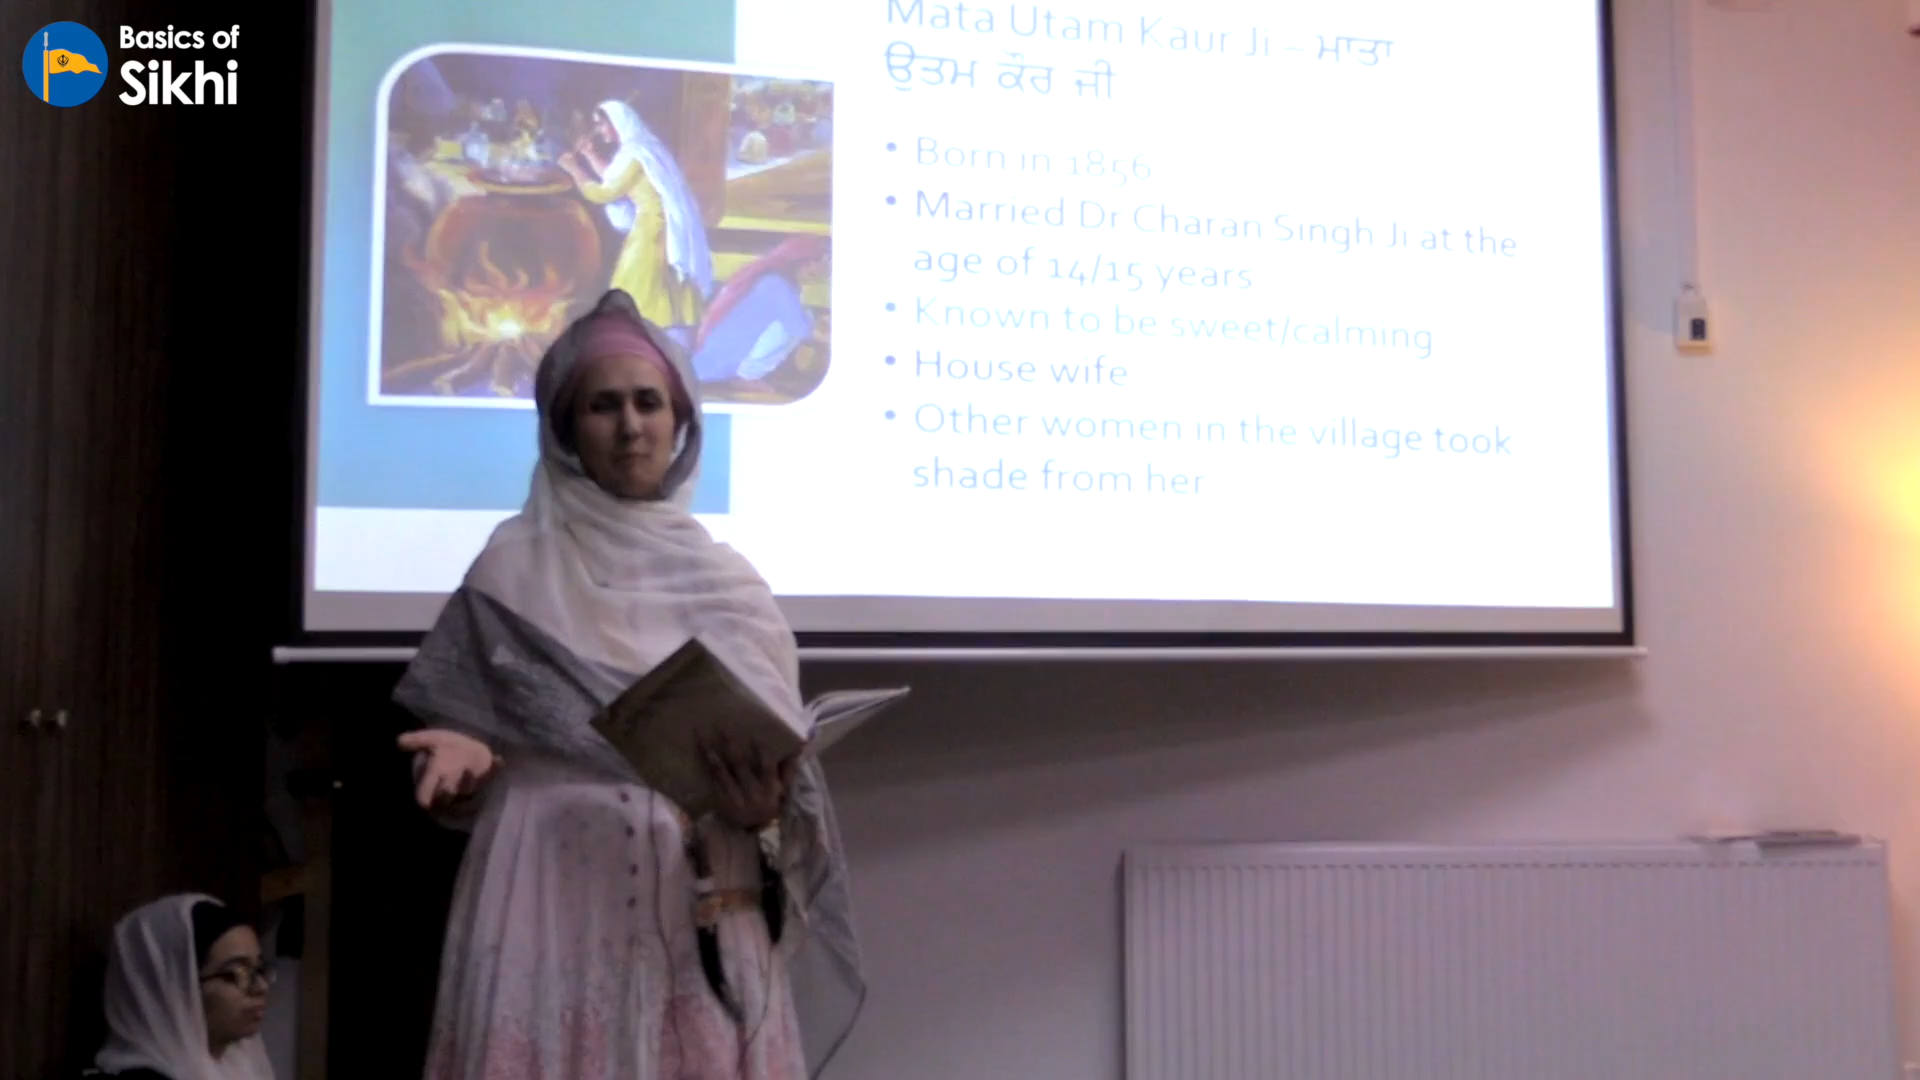 Basics of
Sikhi
Mata Utam Kaur Ji – ਮਾਤਾ
ਉਤਮ ਕੌਰ ਜੀ
• Born in 1856
• Married Dr Charan Singh Ji at the
age of 14/15 years
• Known to be sweet/calming
• House wife
• Other women in the village took
shade from her